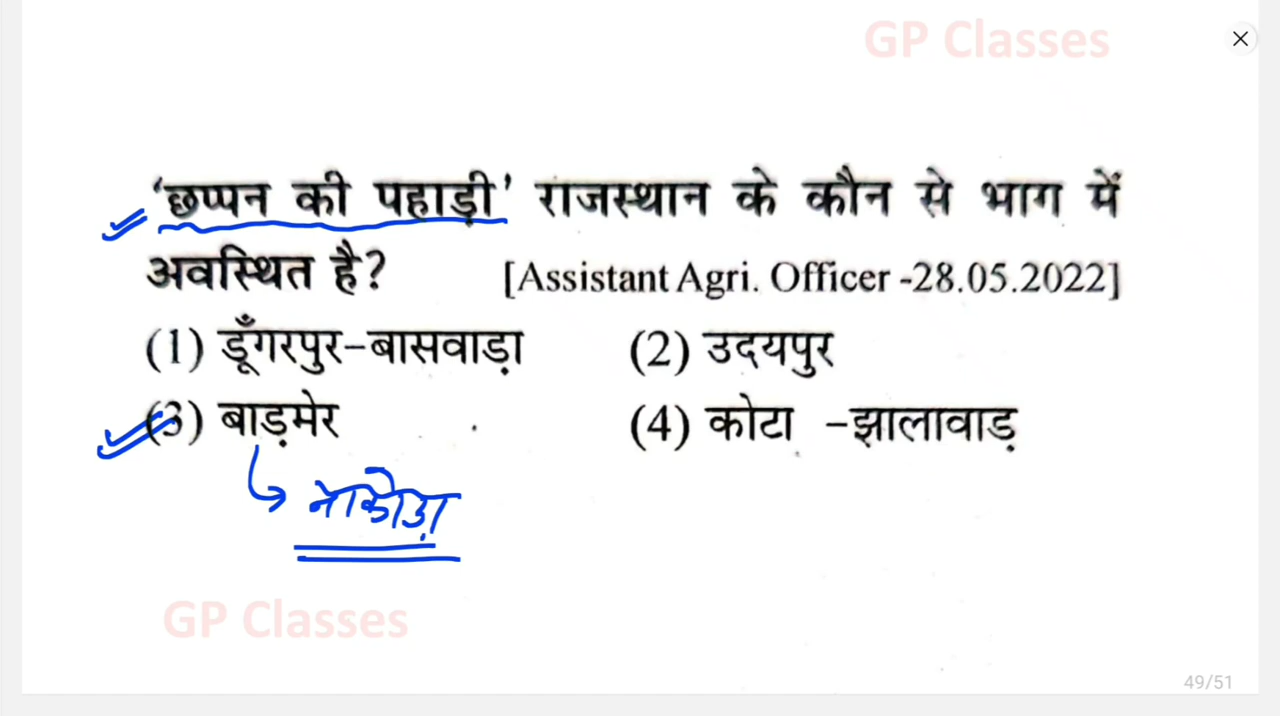 GP Classes
'छप्पन की पहाड़ी' राजस्थान के कौन से भाग में
अवस्थित है? [Assistant Agri. Officer -28.05.2022]
(1) डूँगरपुर-बासवाड़ा (2) उदयपुर
(3) बाड़मेर (4) कोटा -झालावाड़
नाकोड़ा
GP Classes
49/51